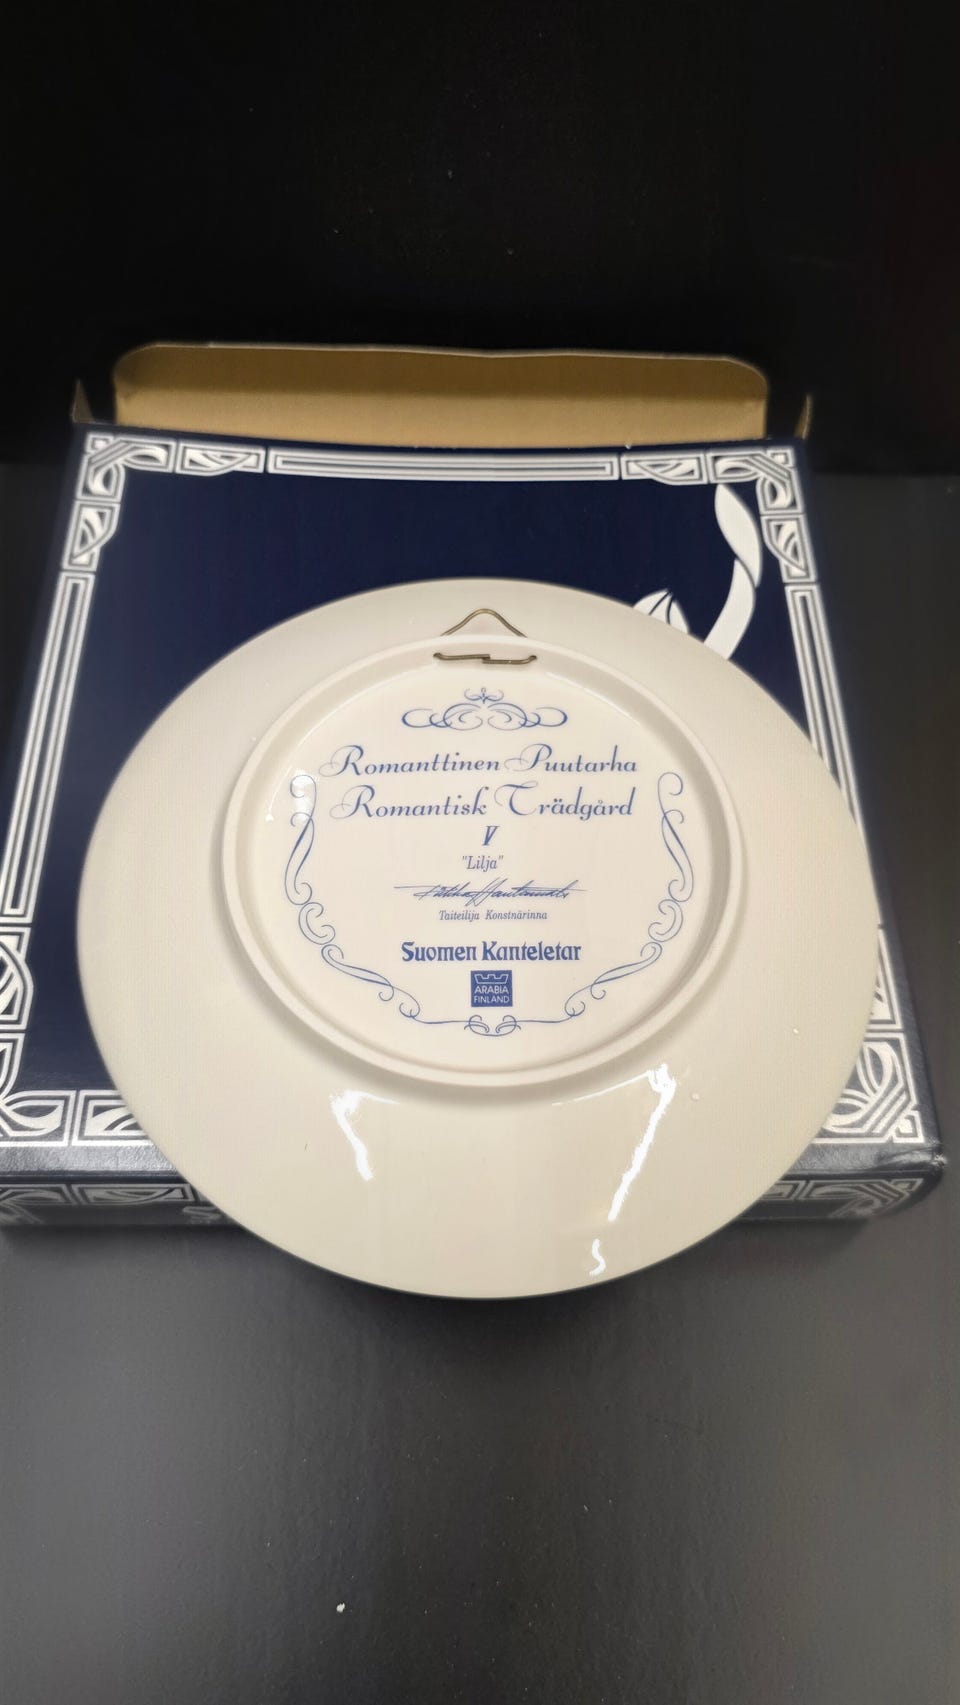 Romanttinen Puutarha
Romantisk Trädgård
V
"Lilja"
Taiteilija Konstnärinna
Suomen Kanteletar
ARABIA
FINLAND